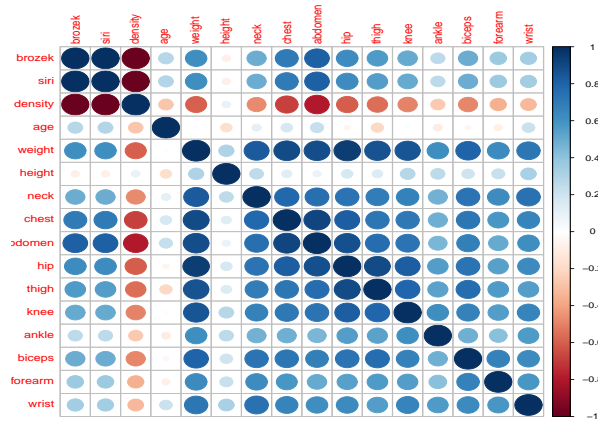 brozek
siri
density
age
weight
height
neck
chest
abdomen
hip
thigh
knee
ankle
biceps
forearm
wrist
brozek
siri
density
age
weight
height
neck
chest
odomen
hip
thigh
knee
ankle
biceps
forearm
wrist
1
0.8
0.6
0.4
0.2
0
−0.2
−0.4
−0.6
−0.8
−1